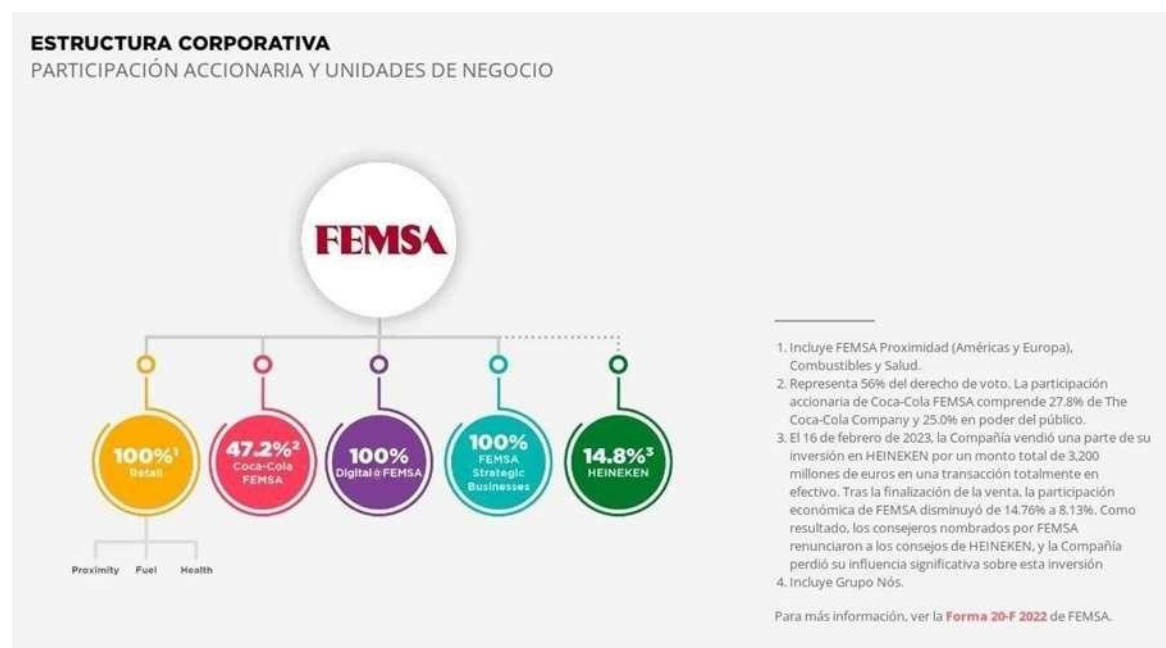 ESTRUCTURA CORPORATIVA
PARTICIPACIÓN ACCIONARIA Y UNIDADES DE NEGOCIO
FEMSA
100%¹
Retail
47.2%²
Coca-Cola
FEMSA
100%
Digital@FEMSA
100%
FEMSA
Strategic
Businesses
14.8%³
HEINEKEN
Proximity Fuel Health
1. Incluye FEMSA Proximidad (Américas y Europa),
Combustibles y Salud.
2. Representa 56% del derecho de voto. La participación
accionaria de Coca-Cola FEMSA comprende 27.8% de The
Coca-Cola Company y 25.0% en poder del público.
3. El 16 de febrero de 2023, la Compañía vendió una parte de su
inversión en HEINEKEN por un monto total de 3,200
millones de euros en una transacción totalmente en
efectivo. Tras la finalización de la venta, la participación
económica de FEMSA disminuyó de 14.76% a 8.13%. Como
resultado, los consejeros nombrados por FEMSA
renunciaron a los consejos de HEINEKEN, y la Compañía
perdió su influencia significativa sobre esta inversión
4. Incluye Grupo Nós.
Para más información, ver la Forma 20-F 2022 de FEMSA.